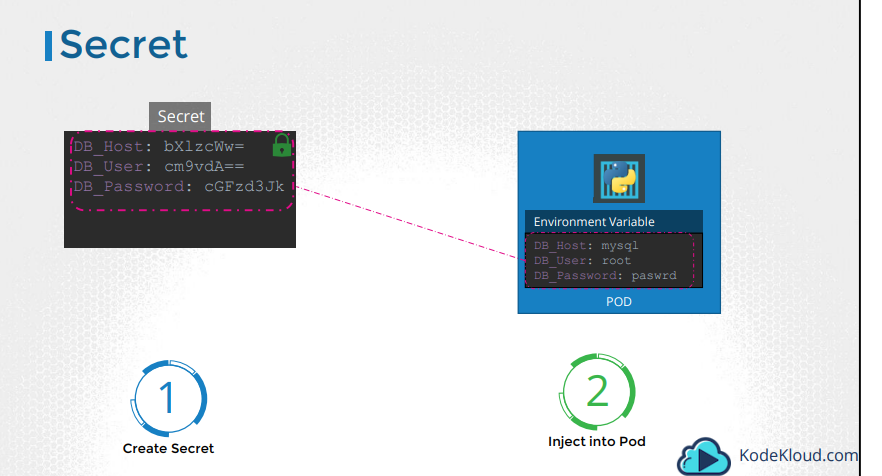 Secret
Secret
DB_Host: bXlzcWw=
DB_User: cm9vdA==
DB_Password: cGFzd3Jk
Environment Variable
DB_Host: mysql
DB_User: root
DB_Password: paswrd
POD
1
Create Secret
2
Inject into Pod
KodeKloud.com